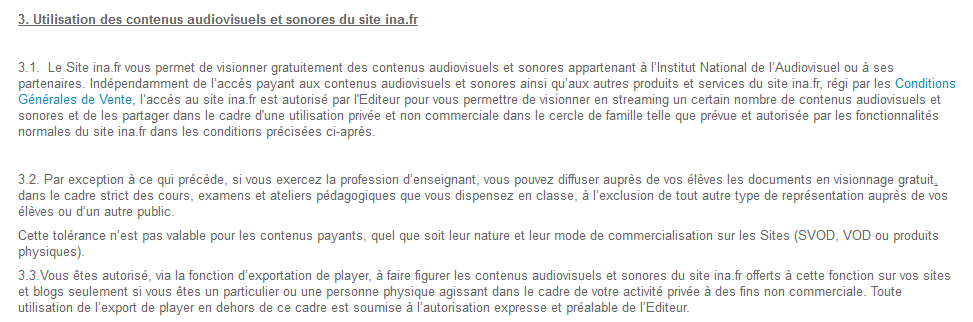 3. Utilisation des contenus audiovisuels et sonores du site ina.fr
3.1.  Le Site ina.fr vous permet de visionner gratuitement des contenus audiovisuels et sonores appartenant à l'Institut National de l'Audiovisuel ou à ses
partenaires. Indépendamment de l'accès payant aux contenus audiovisuels et sonores ainsi qu'aux autres produits et services du site ina.fr, régi par les Conditions
Générales de Vente, l'accès au site ina.fr est autorisé par l'Editeur pour vous permettre de visionner en streaming un certain nombre de contenus audiovisuels et
sonores et de les partager dans le cadre d'une utilisation privée et non commerciale dans le cercle de famille telle que prévue et autorisée par les fonctionnalités
normales du site ina.fr dans les conditions précisées ci-après.
3.2. Par exception à ce qui précède, si vous exercez la profession d'enseignant, vous pouvez diffuser auprès de vos élèves les documents en visionnage gratuit,
dans le cadre strict des cours, examens et ateliers pédagogiques que vous dispensez en classe, à l'exclusion de tout autre type de représentation auprès de vos
élèves ou d'un autre public.
Cette tolérance n'est pas valable pour les contenus payants, quel que soit leur nature et leur mode de commercialisation sur les Sites (SVOD, VOD ou produits
physiques).
3.3.Vous êtes autorisé, via la fonction d'exportation de player, à faire figurer les contenus audiovisuels et sonores du site ina.fr offerts à cette fonction sur vos sites
et blogs seulement si vous êtes un particulier ou une personne physique agissant dans le cadre de votre activité privée à des fins non commerciale. Toute
utilisation de l'export de player en dehors de ce cadre est soumise à l'autorisation expresse et préalable de l'Editeur.